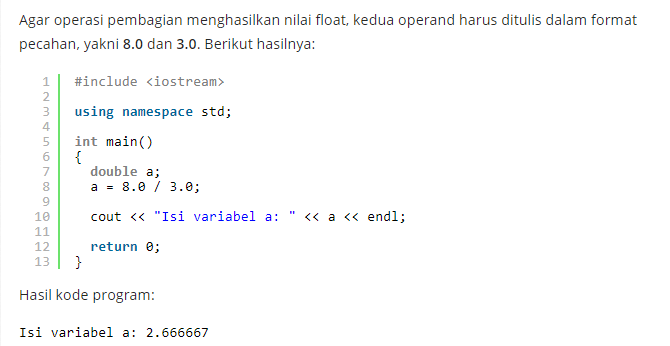 Agar operasi pembagian menghasilkan nilai float, kedua operand harus ditulis dalam format
pecahan, yakni 8.0 dan 3.0. Berikut hasilnya:
1 #include <iostream>
2
3 using namespace std;
4
5 int main()
6 {
7   double a;
8   a = 8.0 / 3.0;
9
10   cout << "Isi variabel a: " << a << endl;
11
12   return 0;
13 }
Hasil kode program:
Isi variabel a: 2.666667